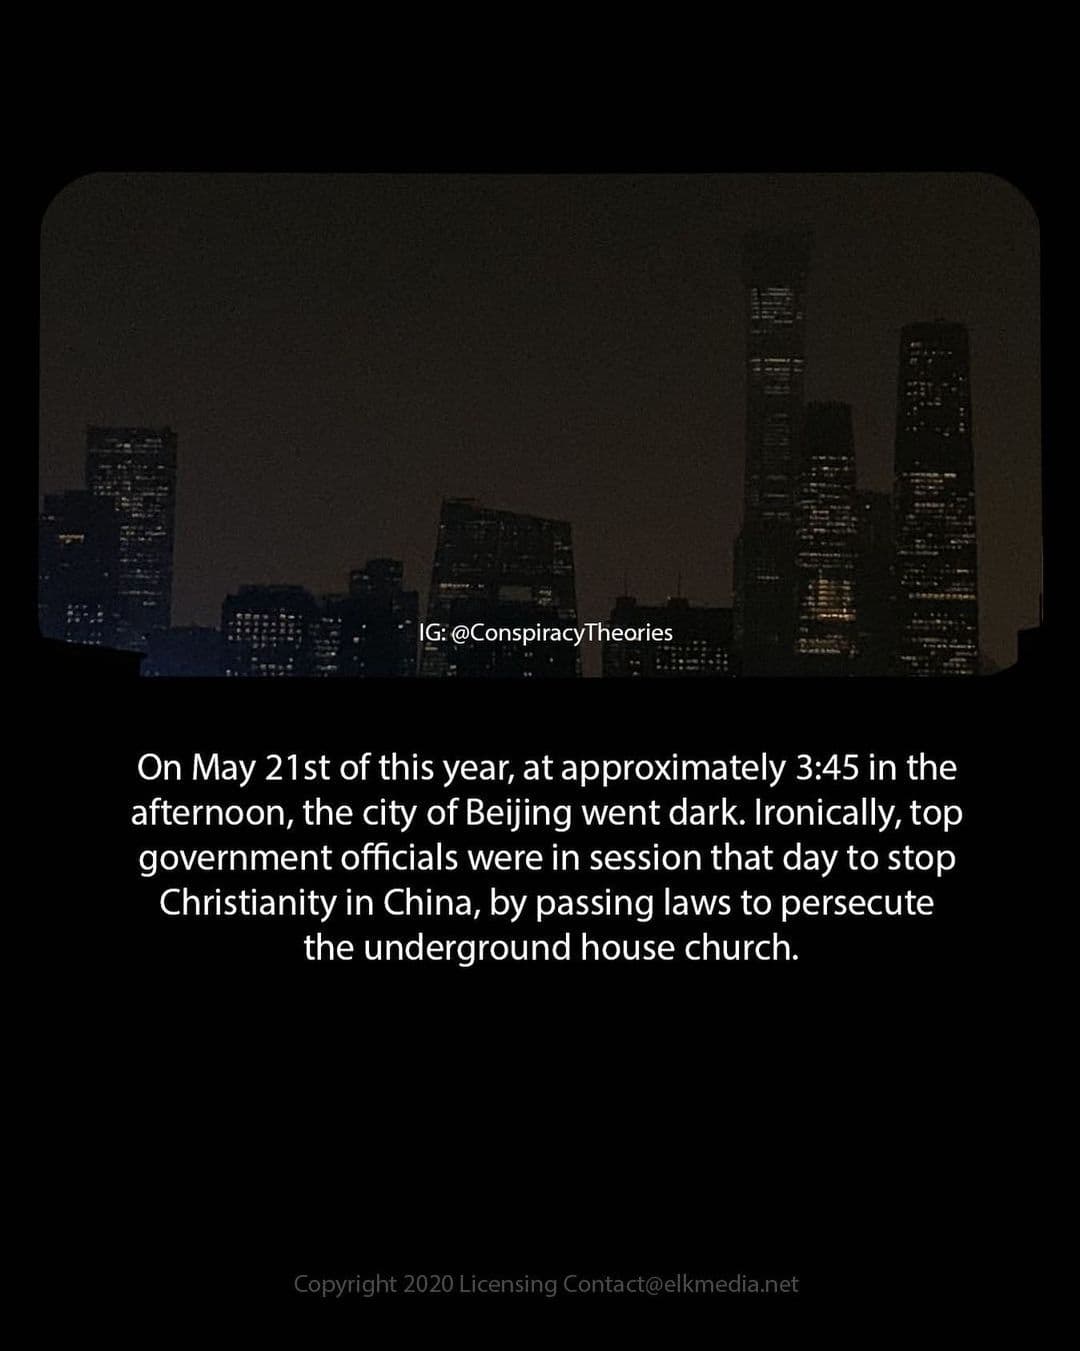 IG: @ConspiracyTheories
On May 21st of this year, at approximately 3:45 in the
afternoon, the city of Beijing went dark. Ironically, top
government officials were in session that day to stop
Christianity in China, by passing laws to persecute
the underground house church.
Copyright 2020 Licensing Contact@elkmedia.net